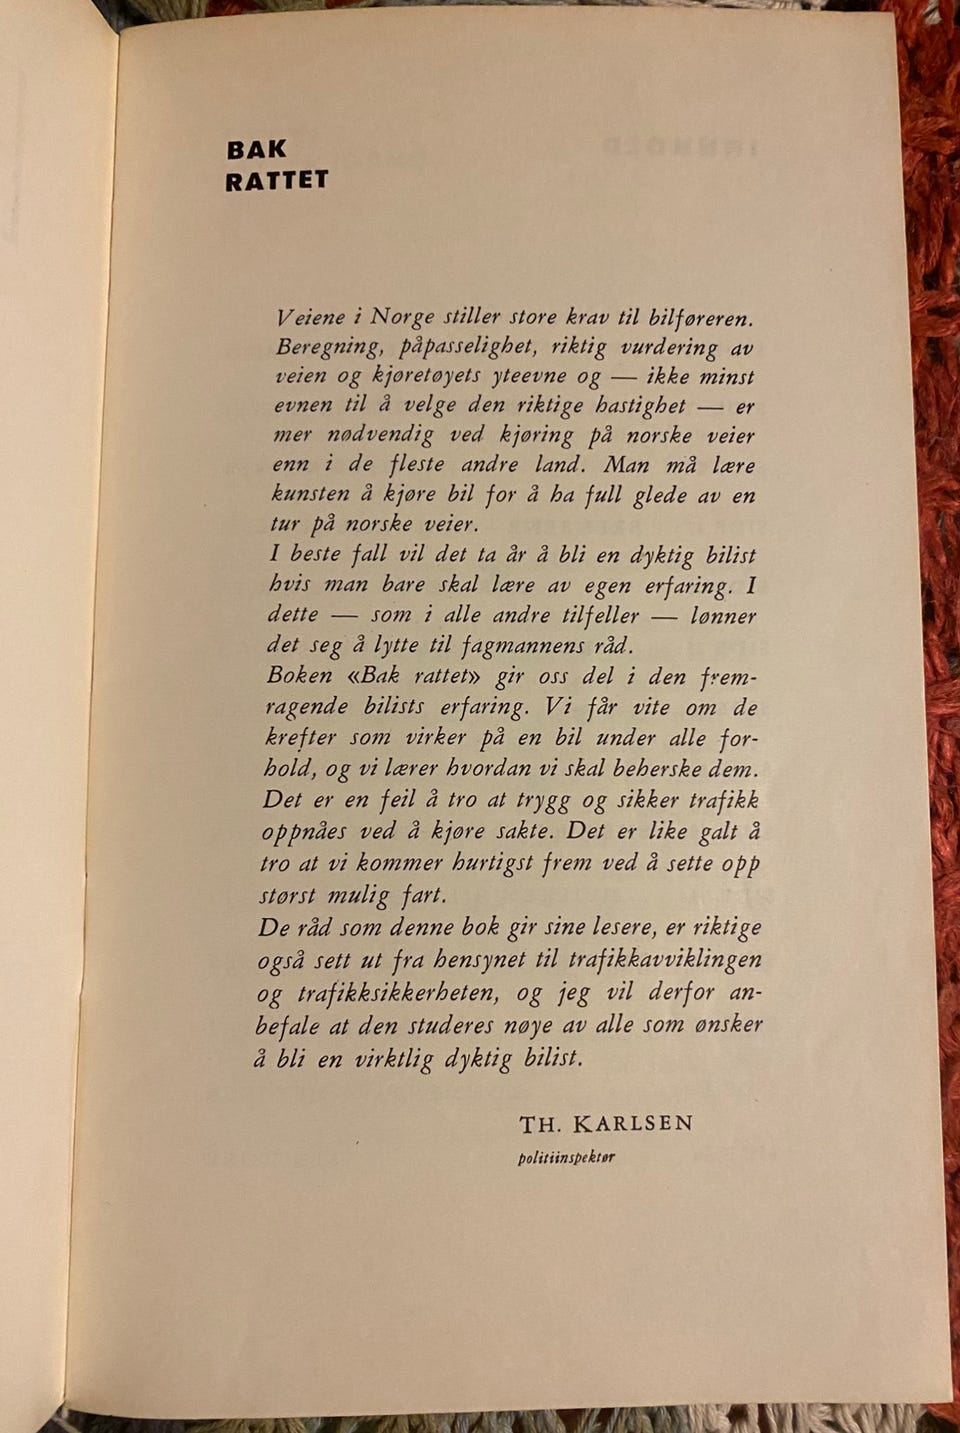 BAK
RATTET
Veiene i Norge stiller store krav til bilføreren.
Beregning, påpasselighet, riktig vurdering av
veien og kjøretøyets yteevne og — ikke minst
evnen til å velge den riktige hastighet — er
mer nødvendig ved kjøring på norske veier
enn i de fleste andre land. Man må lære
kunsten å kjøre bil for å ha full glede av en
tur på norske veier.
I beste fall vil det ta år å bli en dyktig bilist
hvis man bare skal lære av egen erfaring. I
dette — som i alle andre tilfeller — lønner
det seg å lytte til fagmannens råd.
Boken «Bak rattet» gir oss del i den frem-
ragende bilists erfaring. Vi får vite om de
krefter som virker på en bil under alle for-
hold, og vi lærer hvordan vi skal beherske dem.
Det er en feil å tro at trygg og sikker trafikk
oppnåes ved å kjøre sakte. Det er like galt å
tro at vi kommer hurtigst frem ved å sette opp
størst mulig fart.
De råd som denne bok gir sine lesere, er riktige
også sett ut fra hensynet til trafikkavviklingen
og trafikksikkerheten, og jeg vil derfor an-
befale at den studeres nøye av alle som ønsker
å bli en virktlig dyktig bilist.
TH. KARLSEN
politiinspektør